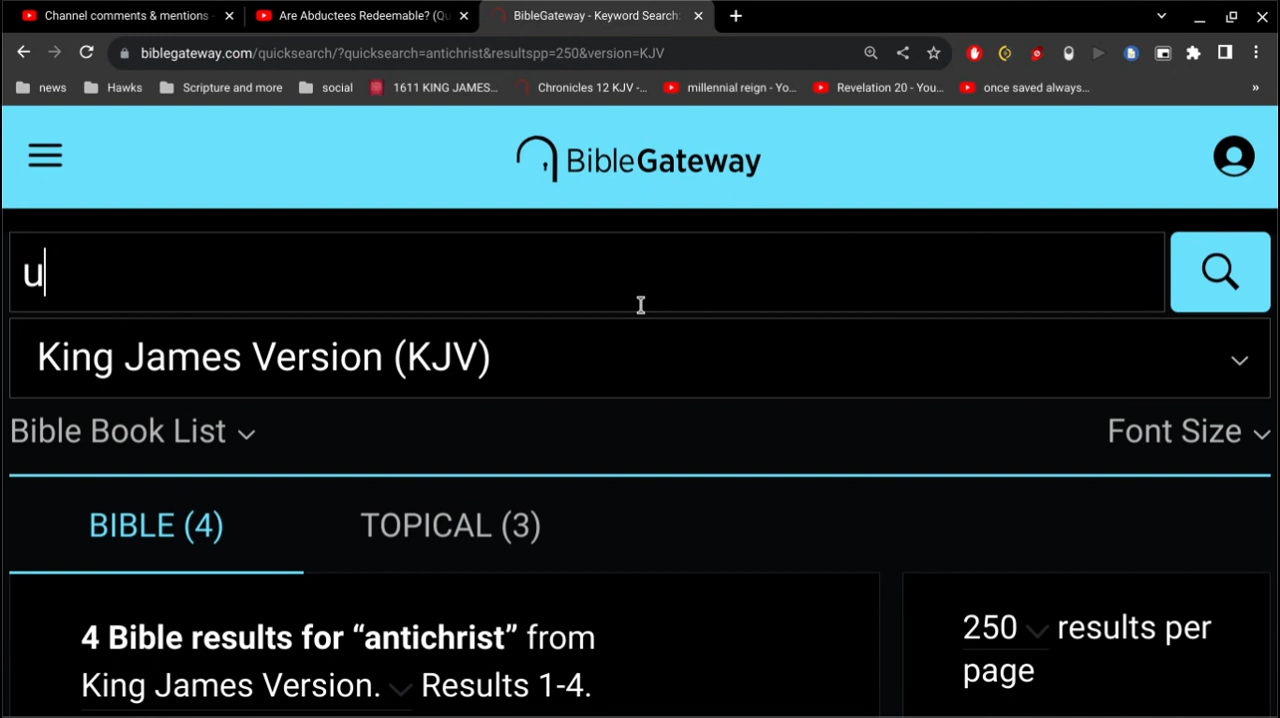 Channel comments & mentions
Are Abductees Redeemable? (Qu
BibleGateway - Keyword Search:
biblegateway.com/quicksearch/?quicksearch=antichrist&resultspp=250&version=KJV
news
Hawks
Scripture and more
social
1611 KING JAMES...
Chronicles 12 KJV -...
millennial reign - Yo...
Revelation 20 - You...
once saved always...
»
BibleGateway
u
King James Version (KJV)
Bible Book List
Font Size
BIBLE (4)
TOPICAL (3)
4 Bible results for “antichrist” from
King James Version. Results 1-4.
250 results per
page